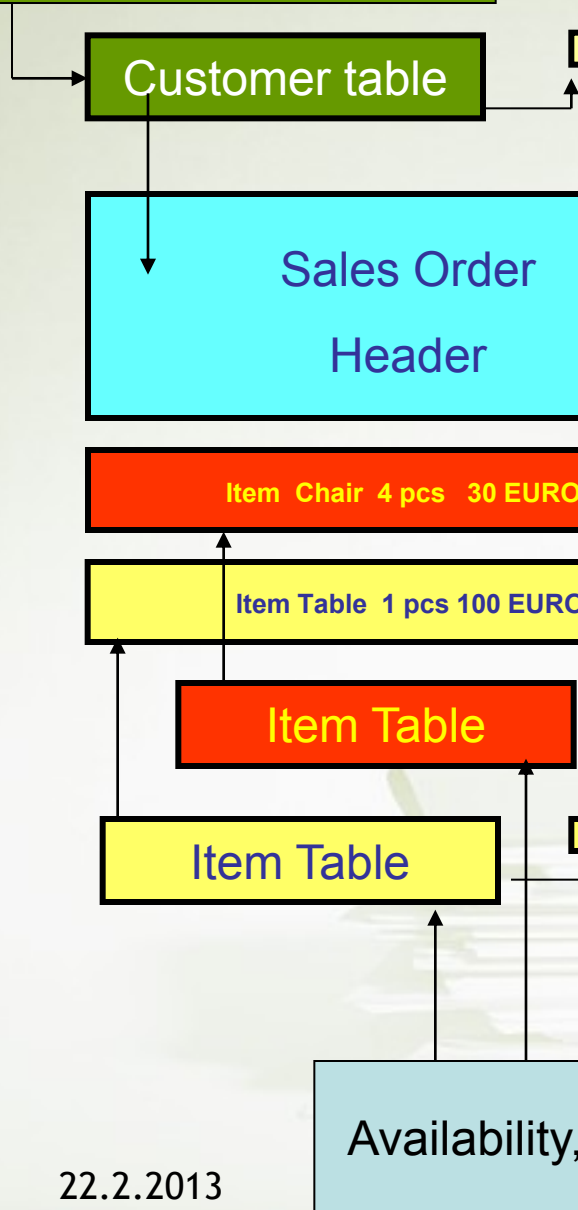 Customer table
Sales Order
Header
Item Chair 4 pcs 30 EURO
Item Table 1 pcs 100 EURO
Item Table
Item Table
Availability,
22.2.2013